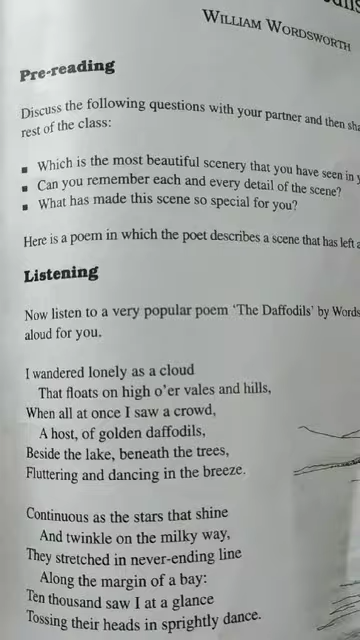 WILLIAM WORDSWORTH
Pre-reading
Discuss the following questions with your partner and then
rest of the class:
▪ Which is the most beautiful scenery that you have seen in
▪ Can you remember each and every detail of the scene?
▪ What has made this scene so special for you?
Here is a poem in which the poet describes a scene that has left
Listening
Now listen to a very popular poem ‘The Daffodils’ by
aloud for you.
I wandered lonely as a cloud
That floats on high o’er vales and hills,
When all at once I saw a crowd,
A host, of golden daffodils,
Beside the lake, beneath the trees,
Fluttering and dancing in the breeze.
Continuous as the stars that shine
And twinkle on the milky way,
They stretched in never-ending line
Along the margin of a bay:
Ten thousand saw I at a glance
Tossing their heads in sprightly dance.